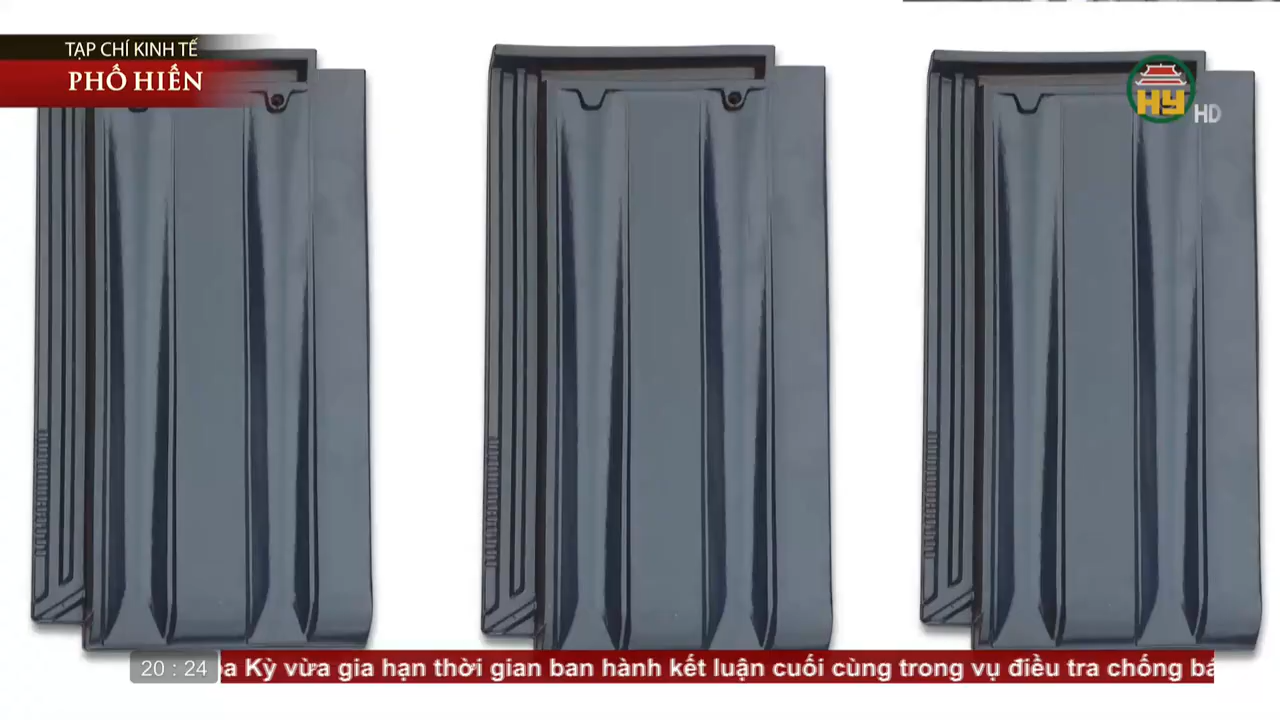 TẠP CHÍ KINH TẾ
PHỐ HIẾN
HY HD
20 : 24
Kỳ vừa gia hạn thời gian ban hành kết luận cuối cùng trong vụ điều tra chống